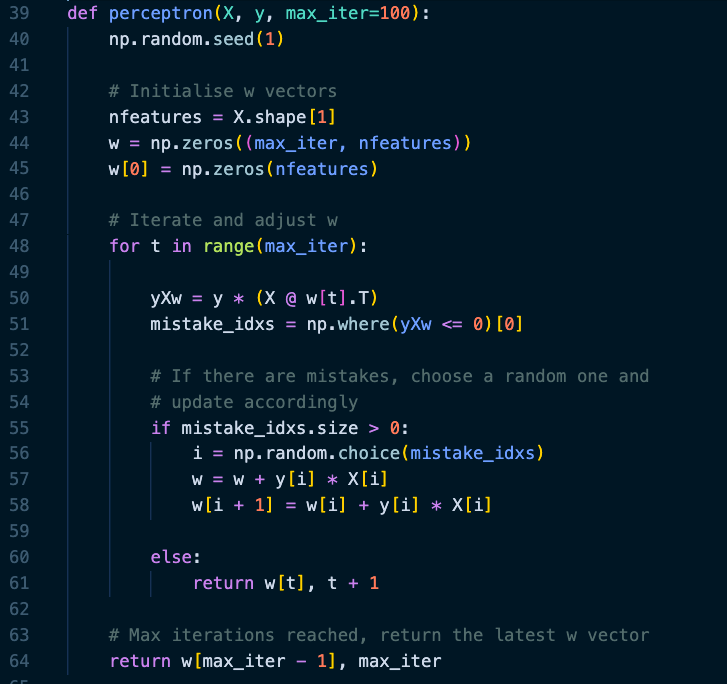 39 def perceptron(X, y, max_iter=100):
40     np.random.seed(1)
41
42     # Initialise w vectors
43     nfeatures = X.shape[1]
44     w = np.zeros((max_iter, nfeatures))
45     w[0] = np.zeros(nfeatures)
46
47     # Iterate and adjust w
48     for t in range(max_iter):
49
50         yXw = y * (X @ w[t].T)
51         mistake_idxs = np.where(yXw <= 0)[0]
52
53         # If there are mistakes, choose a random one and
54         # update accordingly
55         if mistake_idxs.size > 0:
56             i = np.random.choice(mistake_idxs)
57             w = w + y[i] * X[i]
58             w[i + 1] = w[i] + y[i] * X[i]
59
60         else:
61             return w[t], t + 1
62
63     # Max iterations reached, return the latest w vector
64     return w[max_iter - 1], max_iter